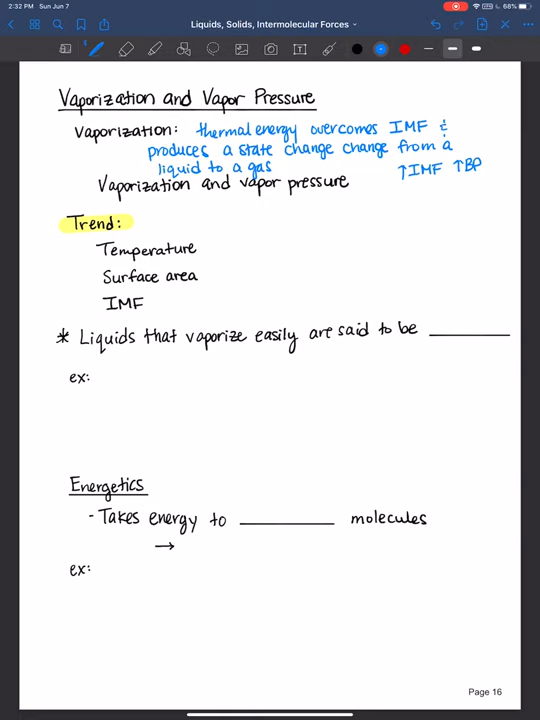 2:32 PM Sun Jun 7
68%
Liquids, Solids, Intermolecular Forces
Vaporization and Vapor Pressure
Vaporization: thermal energy overcomes IMF &
produces a state change change from a
liquid to a gas ↑IMF ↑BP
Vaporization and vapor pressure
Trend:
Temperature
Surface area
IMF
* Liquids that vaporize easily are said to be ________
ex:
Energetics
- Takes energy to ________ molecules
→
ex:
Page 16